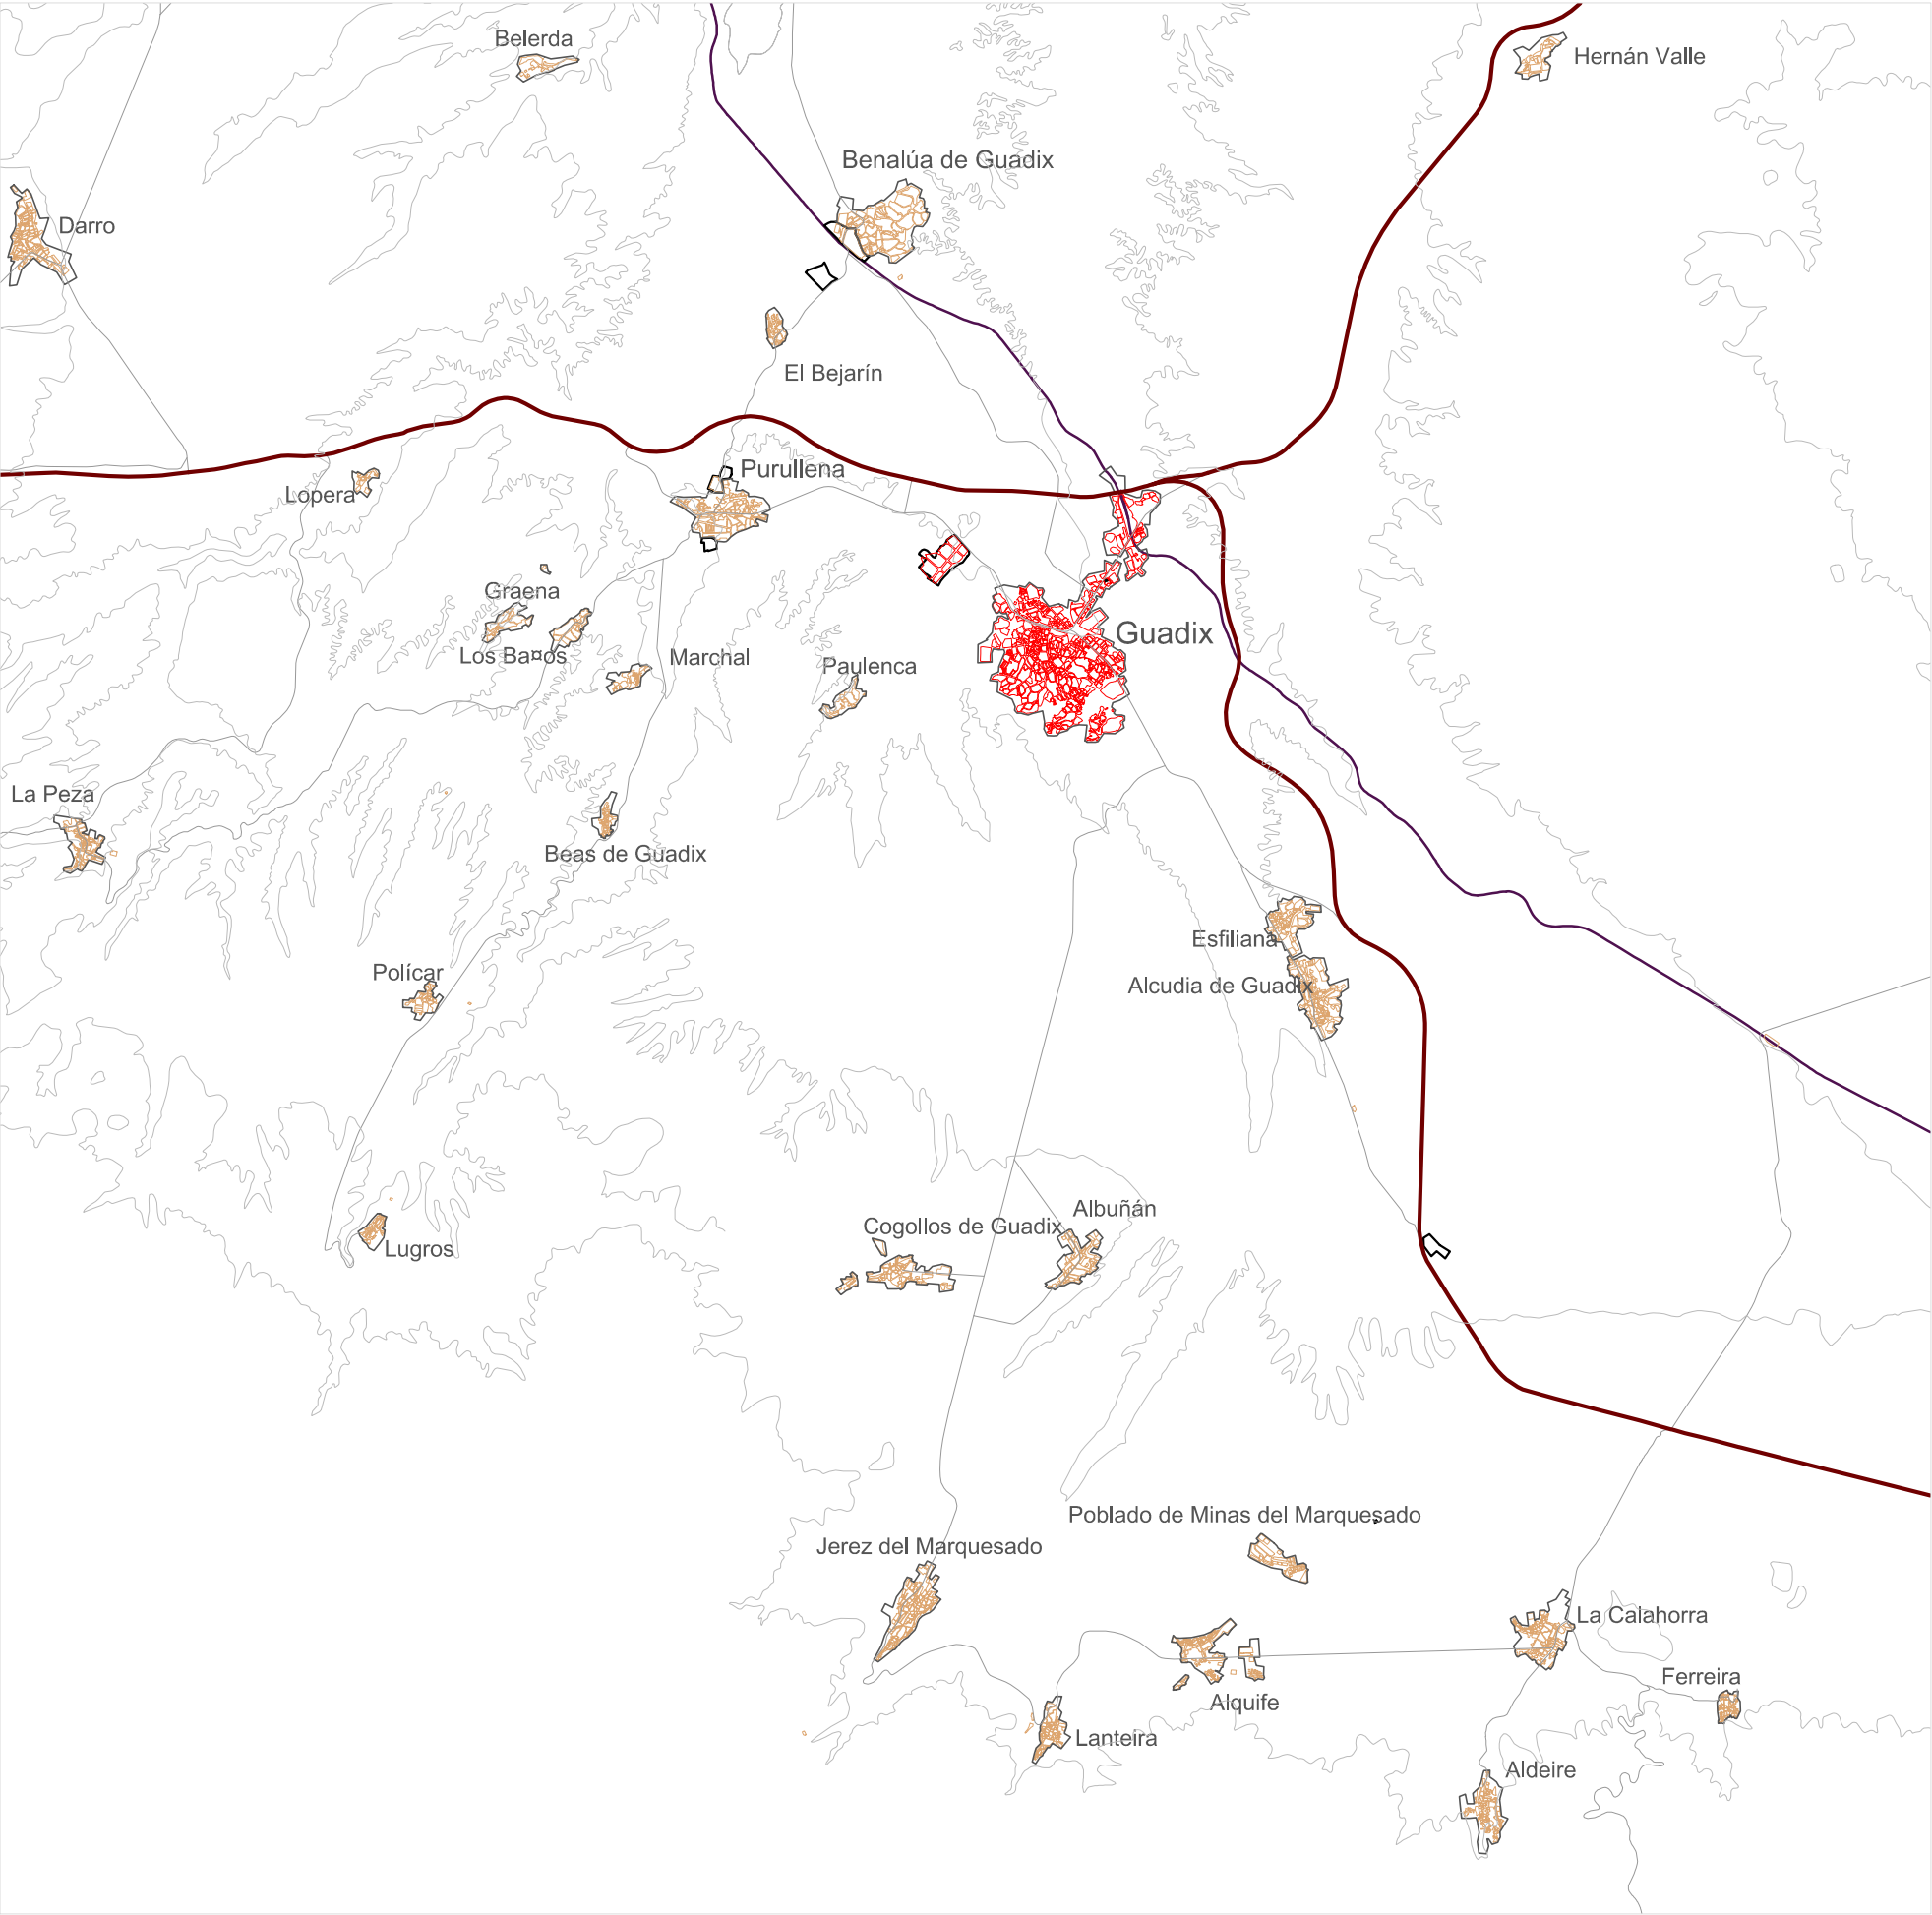 Belerda
Hernán Valle
Benalúa de Guadix
Darro
El Bejarín
Purullena
Lopera
Graena
Guadix
Los Ba¤os
Marchal
Paulenca
La Peza
Beas de Guadix
Esfiliana
Polícar
Alcudia de Guadix
Albuñán
Cogollos de Guadix
Lugros
Poblado de Minas del Marquesado
Jerez del Marquesado
La Calahorra
Ferreira
Alquife
Lanteira
Aldeire